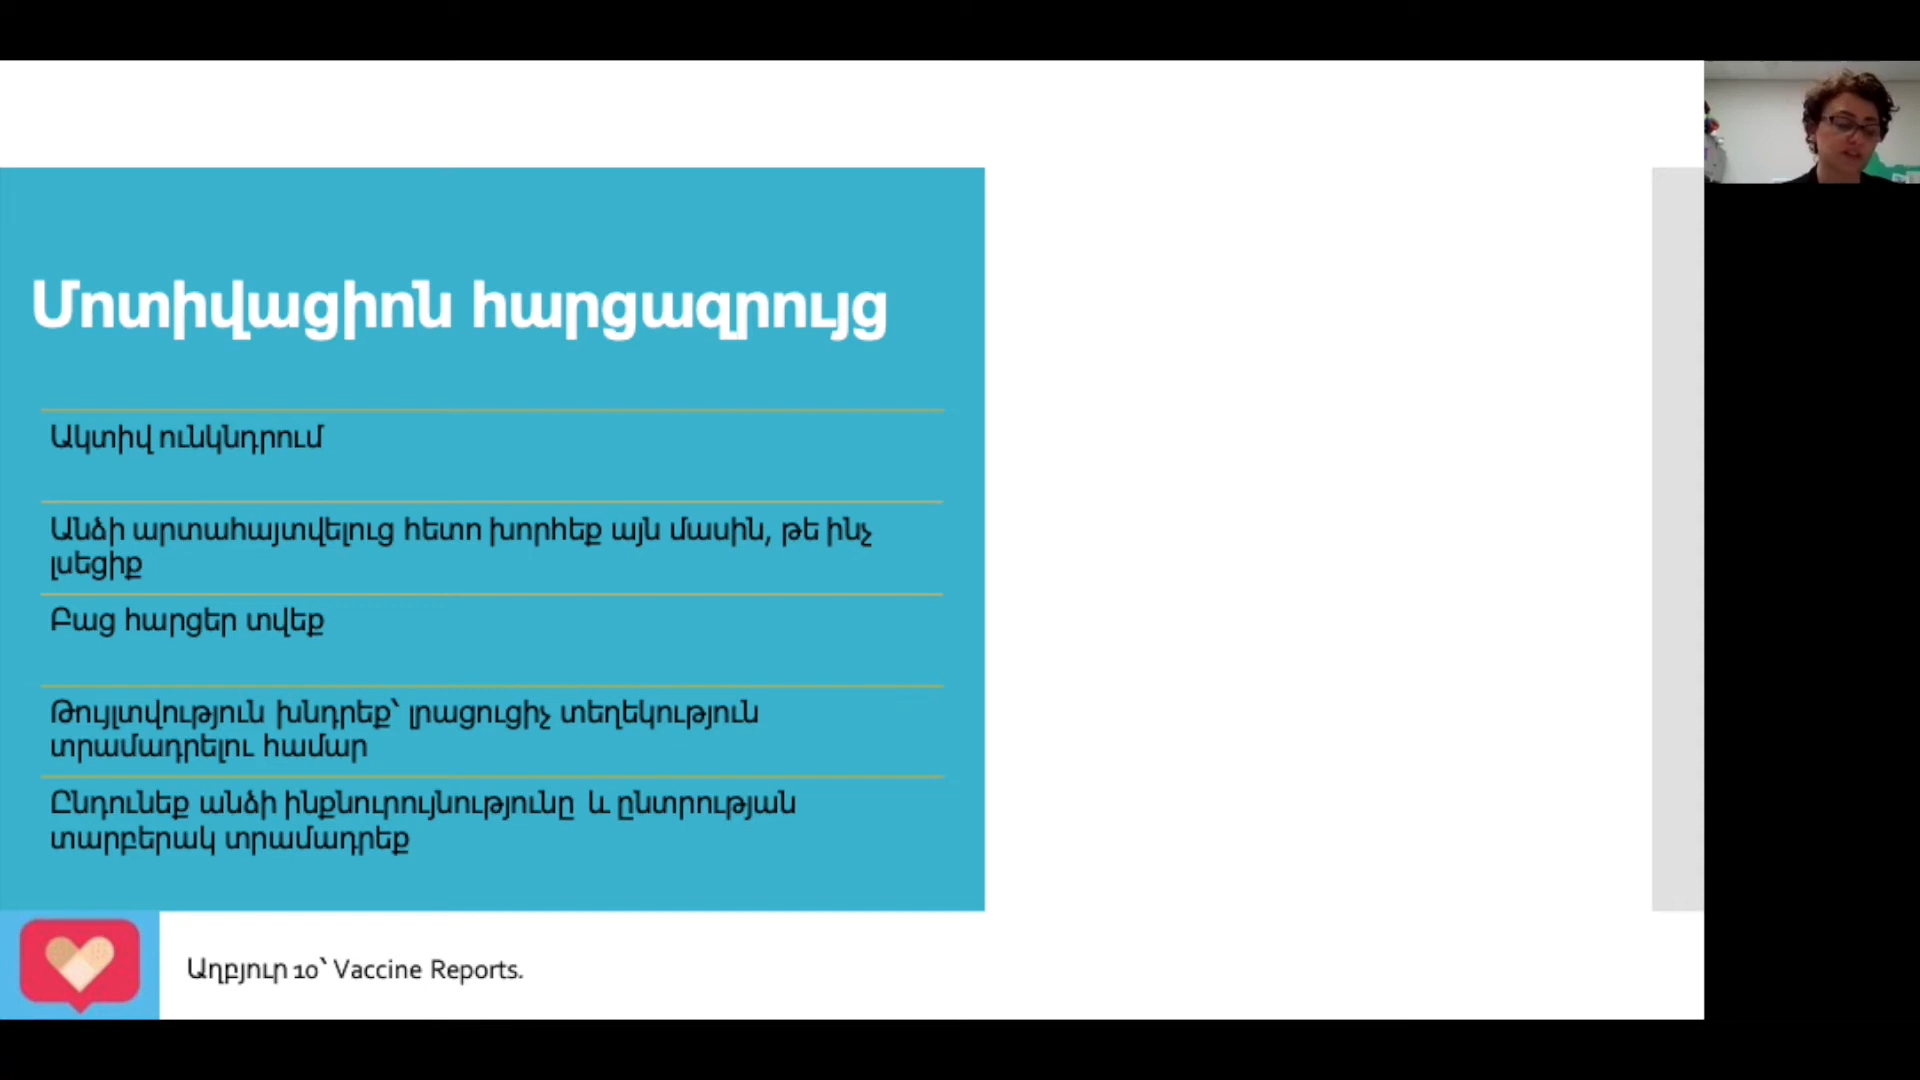 Մոտիվացիոն հարցազրույց
Ակտիվ ունկնդրում
Անձի արտահայտվելուց հետո խորհեք այն մասին, թե ինչ
լսեցիք
Բաց հարցեր տվեք
Թույլտվություն խնդրեք՝ լրացուցիչ տեղեկություն
տրամադրելու համար
Ընդունեք անձի ինքնուրույնությունը և ընտրության
տարբերակ տրամադրեք
Աղբյուր 10՝ Vaccine Reports.